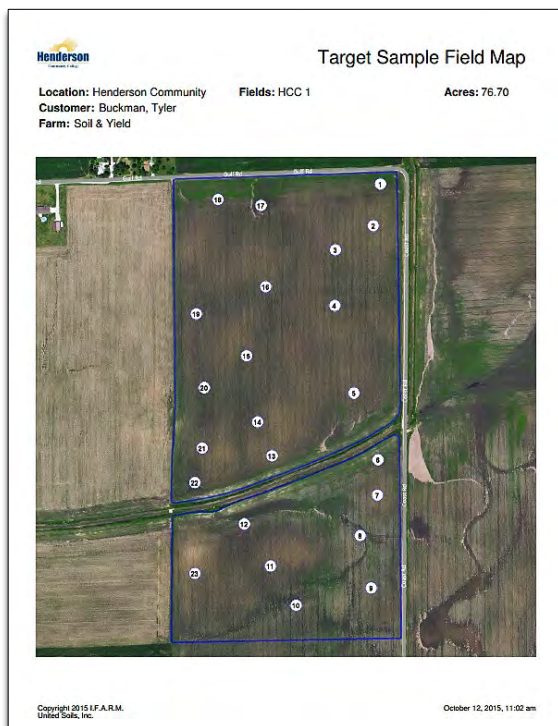 Henderson
Target Sample Field Map
Location: Henderson Community Fields: HCC 1 Acres: 76.70
Customer: Buckman, Tyler
Farm: Soil & Yield
1
18
17
2
3
16
4
19
15
20
5
14
21
13
6
22
7
12
8
11
23
9
10
Copyright 2015 I.F.A.R.M.
United Soils, Inc.
October 12, 2015, 11:02 am